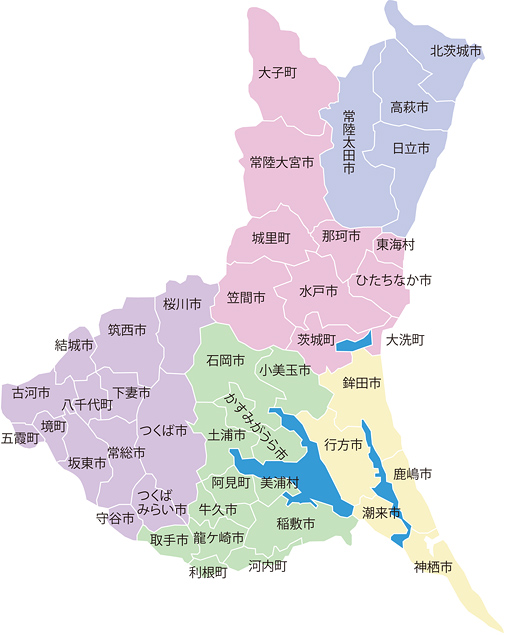 北茨城市
大子町
高萩市
常陸太田市
日立市
常陸大宮市
那珂市
城里町
東海村
ひたちなか市
水戸市
笠間市
桜川市
筑西市
茨城町
大洗町
結城市
石岡市
小美玉市
鉾田市
古河市
下妻市
八千代町
かすみがうら市
境町
つくば市
土浦市
五霞町
行方市
常総市
坂東市
鹿嶋市
阿見町
美浦村
つくば
みらい市
牛久市
潮来市
守谷市
稲敷市
取手市
龍ケ崎市
河内町
利根町
神栖市